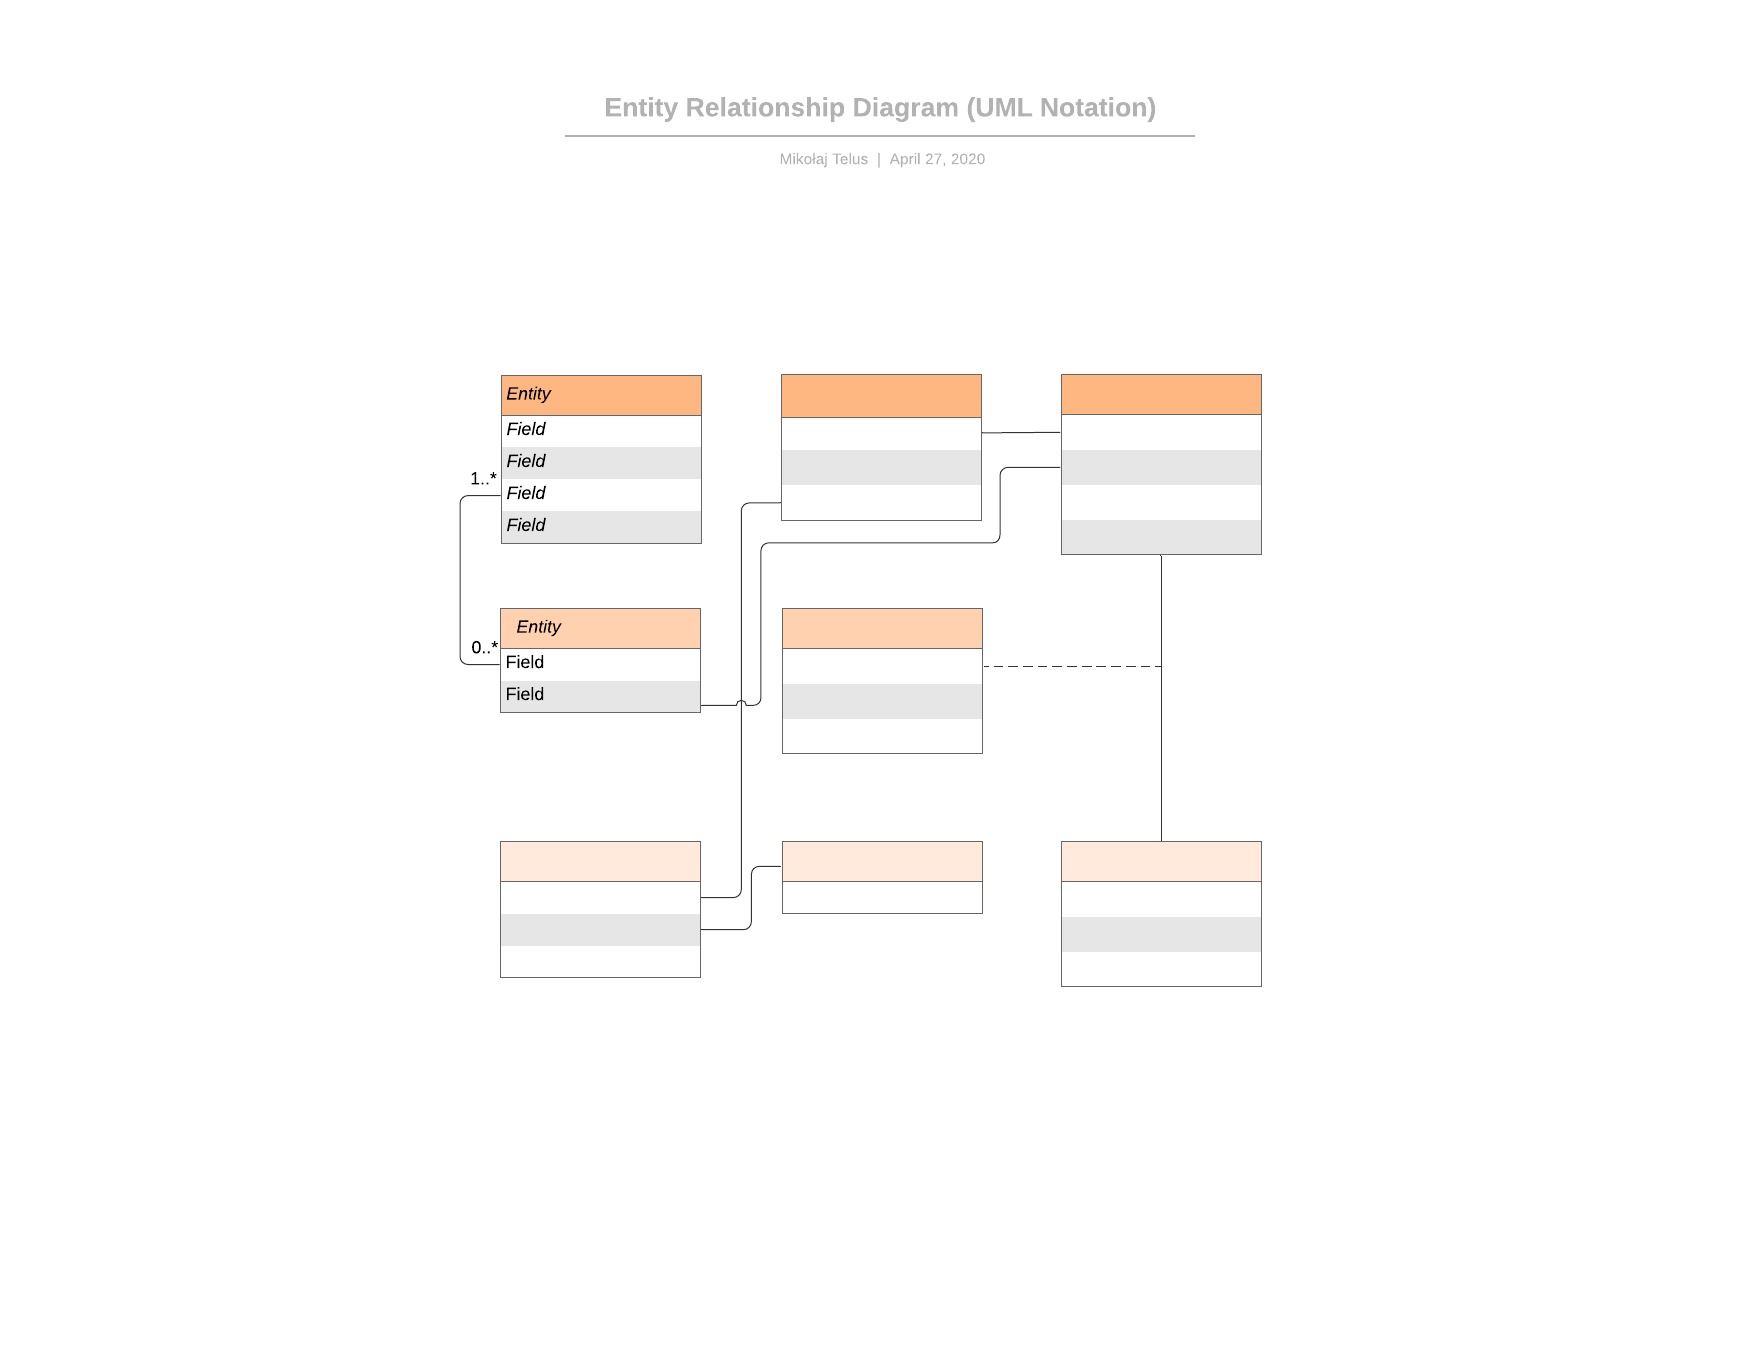 Entity Relationship Diagram (UML Notation)
Mikołaj Telus | April 27, 2020
Entity
Field
Field
1..*
Field
Field
Entity
0..*
Field
Field